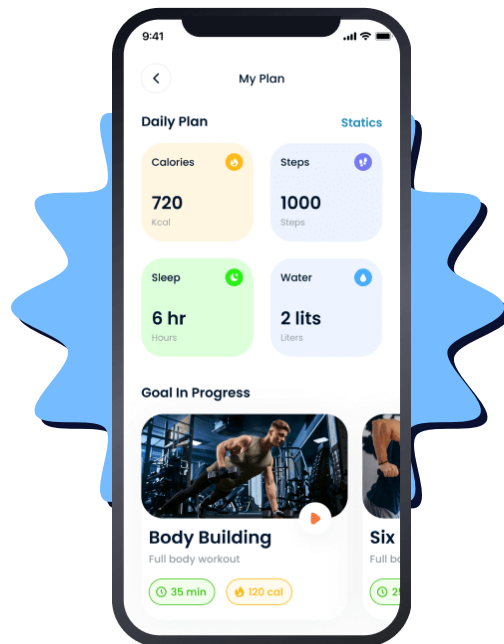 9:41
My Plan
Daily Plan
Statics
Calories
720
Kcal
Steps
1000
Steps
Sleep
6 hr
Hours
Water
2 lits
Liters
Goal In Progress
Body Building
Full body workout
35 min
120 cal
Six
Full